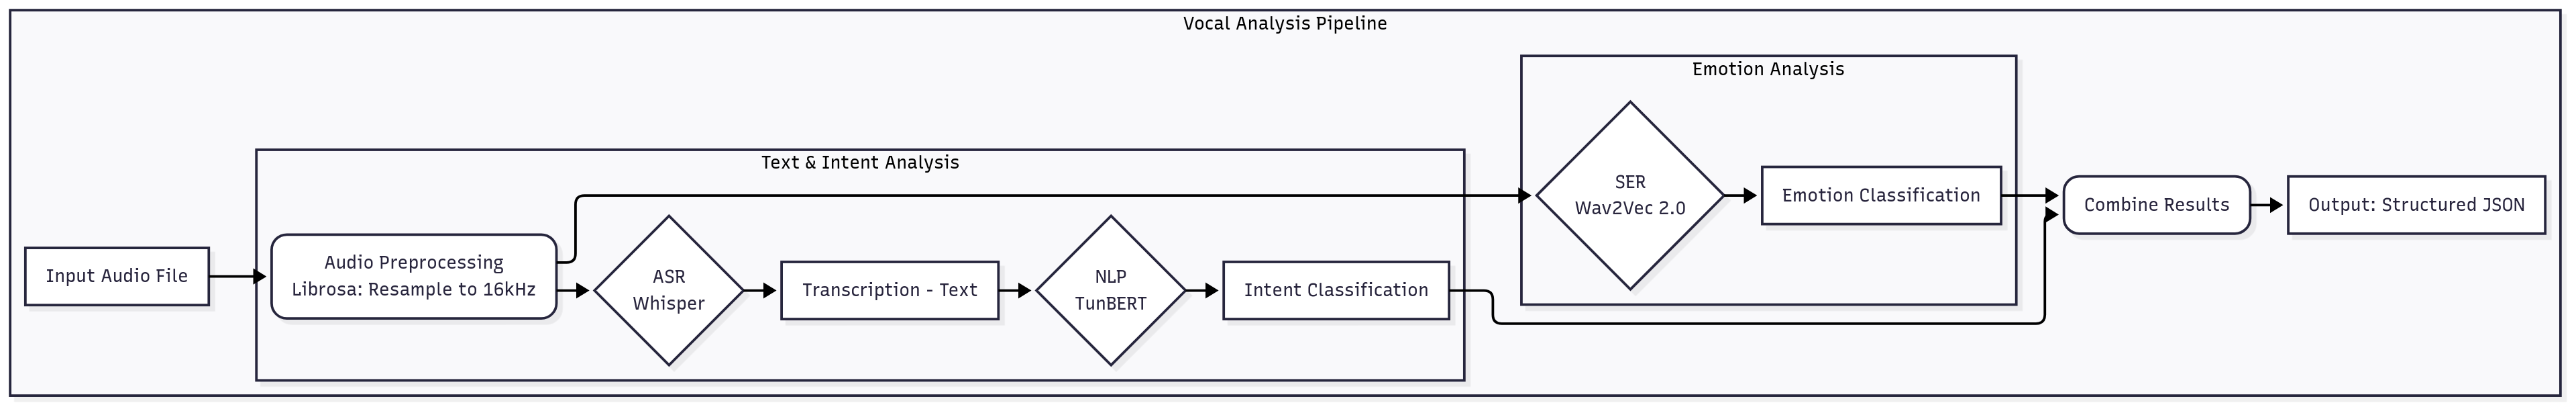 Vocal Analysis Pipeline
Emotion Analysis
Text & Intent Analysis
Input Audio File
Audio Preprocessing
Librosa: Resample to 16kHz
ASR
Whisper
Transcription - Text
NLP
TunBERT
Intent Classification
SER
Wav2Vec 2.0
Emotion Classification
Combine Results
Output: Structured JSON